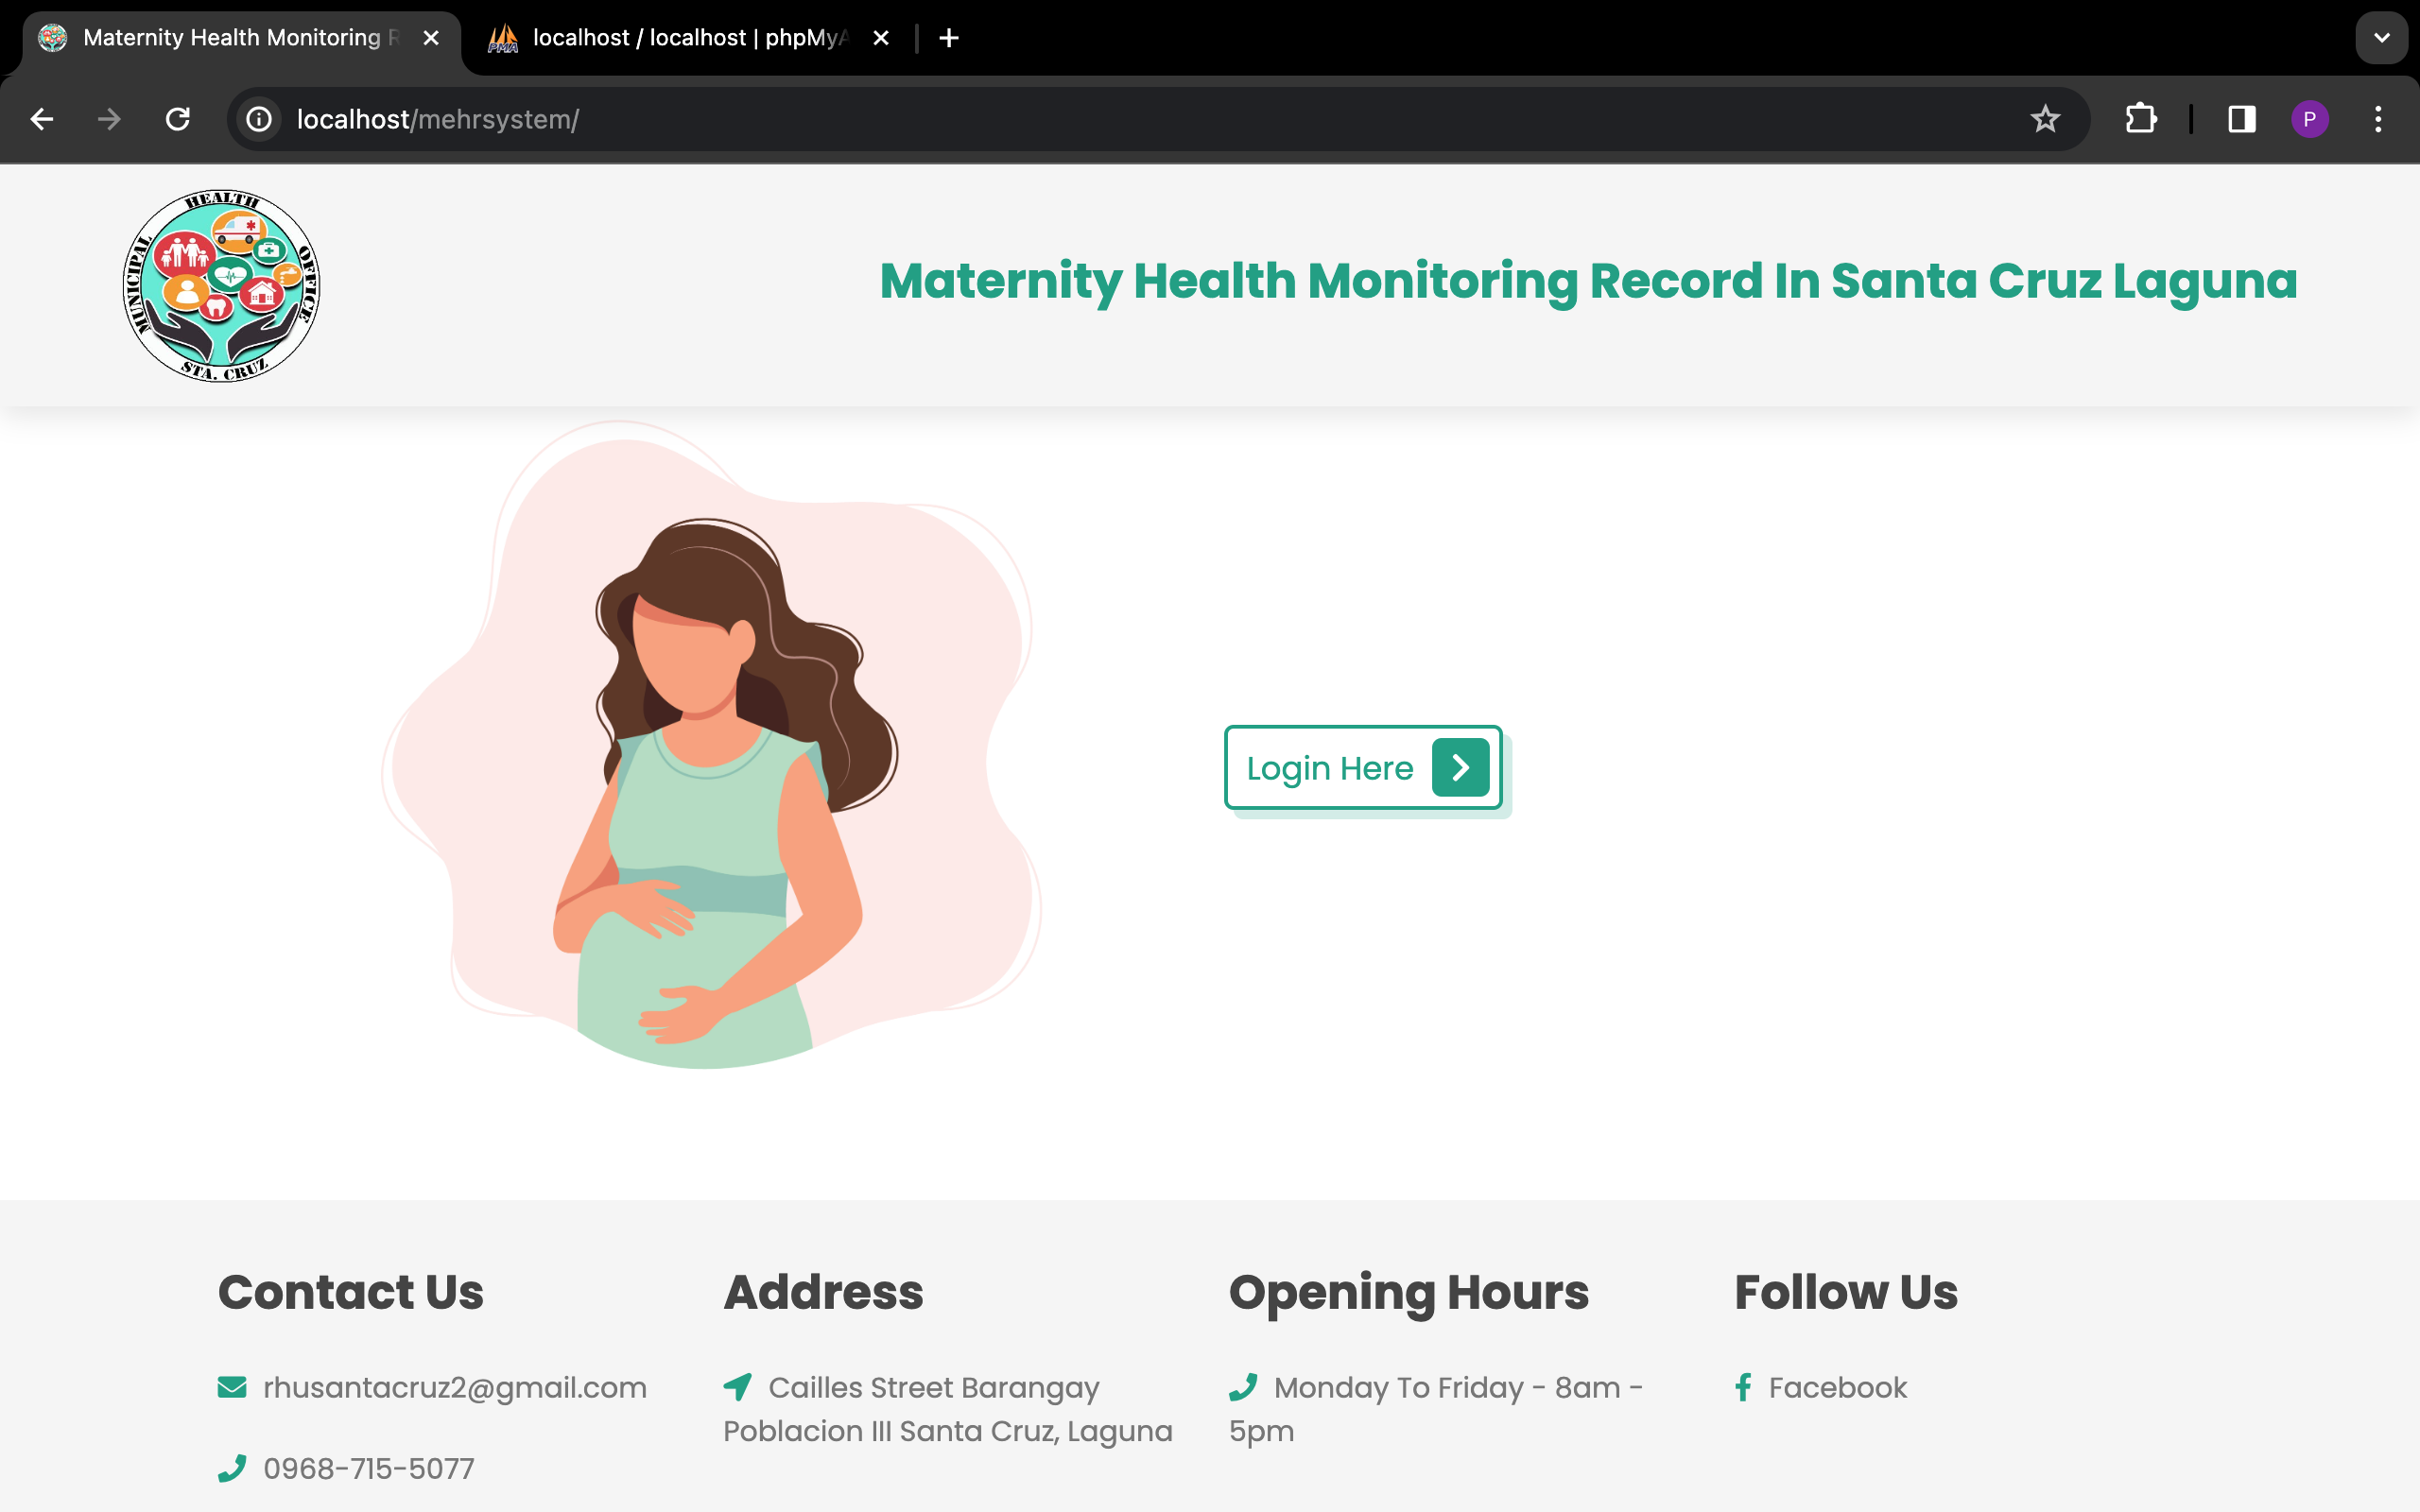 Maternity Health Monitoring R
localhost / localhost | phpMyA
localhost/mehrsystem/
P
MUNICIPAL HEALTH OFFICE
STA. CRUZ
Maternity Health Monitoring Record In Santa Cruz Laguna
Login Here
Contact Us
rhusantacruz2@gmail.com
0968-715-5077
Address
Cailles Street Barangay
Poblacion III Santa Cruz, Laguna
Opening Hours
Monday To Friday - 8am -
5pm
Follow Us
Facebook